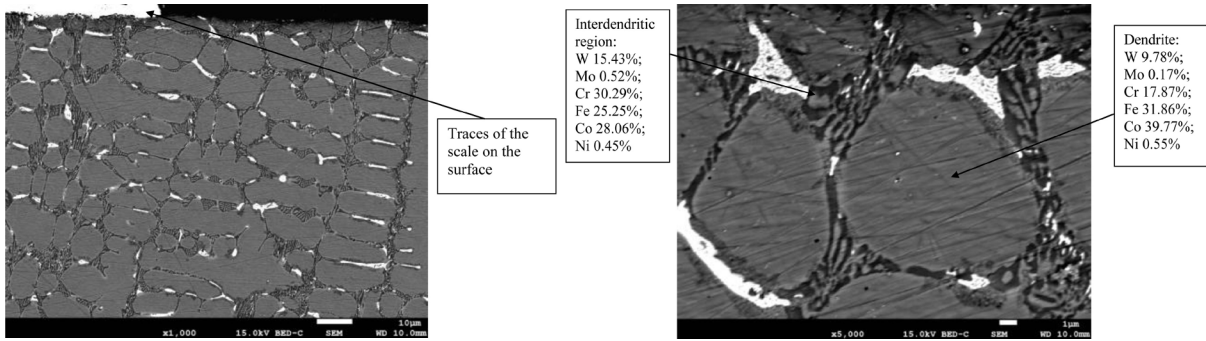 Traces of the
scale on the
surface
x1,000 15.0kV BED-C SEM 10µm WD 10.0mm
Interdendritic
region:
W 15.43%;
Mo 0.52%;
Cr 30.29%;
Fe 25.25%;
Co 28.06%;
Ni 0.45%
Dendrite:
W 9.78%;
Mo 0.17%;
Cr 17.87%;
Fe 31.86%;
Co 39.77%;
Ni 0.55%
x5,000 15.0kV BED-C SEM 1µm WD 10.0mm